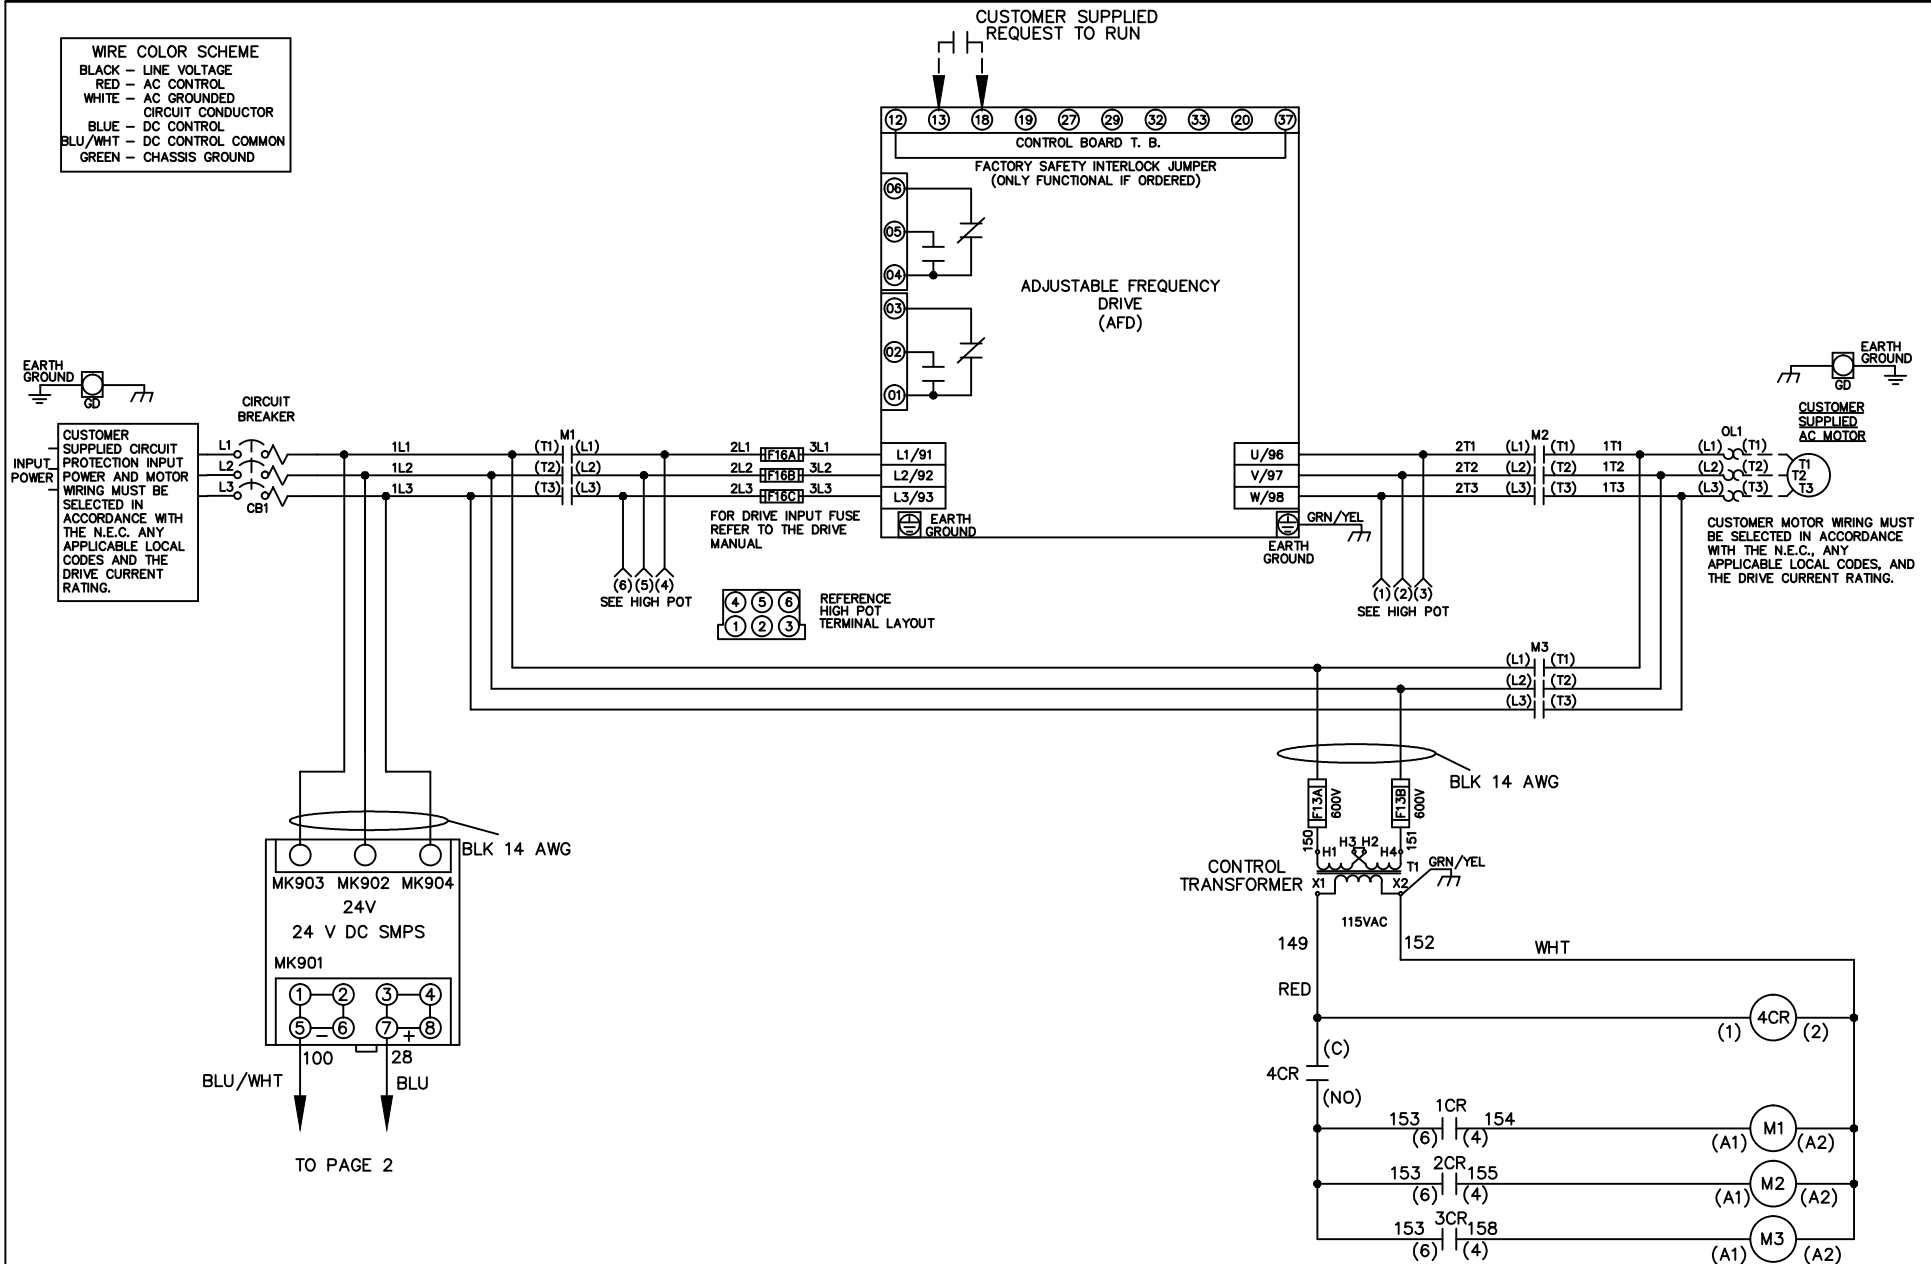 CUSTOMER SUPPLIED
REQUEST TO RUN
WIRE COLOR SCHEME
BLACK – LINE VOLTAGE
RED – AC CONTROL
WHITE – AC GROUNDED
CIRCUIT CONDUCTOR
BLUE – DC CONTROL
BLU/WHT – DC CONTROL COMMON
GREEN – CHASSIS GROUND
12 13 18 19 27 29 32 33 20 37
CONTROL BOARD T. B.
FACTORY SAFETY INTERLOCK JUMPER
(ONLY FUNCTIONAL IF ORDERED)
06
05
04
03
02
01
ADJUSTABLE FREQUENCY
DRIVE
(AFD)
EARTH
GROUND
GD
CIRCUIT
BREAKER
INPUT
POWER
CUSTOMER
SUPPLIED CIRCUIT
PROTECTION INPUT
POWER AND MOTOR
WIRING MUST BE
SELECTED IN
ACCORDANCE WITH
THE N.E.C. ANY
APPLICABLE LOCAL
CODES AND THE
DRIVE CURRENT
RATING.
L1
L2
L3
CB1
1L1
1L2
1L3
M1
(T1) (L1)
(T2) (L2)
(T3) (L3)
2L1 F16A 3L1
2L2 F16B 3L2
2L3 F16C 3L3
FOR DRIVE INPUT FUSE
REFER TO THE DRIVE
MANUAL
L1/91
L2/92
L3/93
EARTH
GROUND
U/96
V/97
W/98
GRN/YEL
EARTH
GROUND
2T1
2T2
2T3
M2
(L1) (T1)
(L2) (T2)
(L3) (T3)
1T1
1T2
1T3
OL1
(L1) (T1)
(L2) (T2)
(L3) (T3)
EARTH
GROUND
GD
CUSTOMER
SUPPLIED
AC MOTOR
T1
T2
T3
CUSTOMER MOTOR WIRING MUST
BE SELECTED IN ACCORDANCE
WITH THE N.E.C., ANY
APPLICABLE LOCAL CODES, AND
THE DRIVE CURRENT RATING.
(6) (5) (4)
SEE HIGH POT
4 5 6
1 2 3
REFERENCE
HIGH POT
TERMINAL LAYOUT
(1) (2) (3)
SEE HIGH POT
M3
(L1) (T1)
(L2) (T2)
(L3) (T3)
BLK 14 AWG
F13A 600V
F13B 600V
150
151
H1 H3 H2 H4
T1
GRN/YEL
CONTROL
TRANSFORMER
X1 X2
115VAC
149
152
WHT
RED
BLK 14 AWG
MK903 MK902 MK904
24V
24 V DC SMPS
MK901
1 2 3 4
5 – 6 7 + 8
100
28
BLU/WHT
BLU
TO PAGE 2
(1) 4CR (2)
(C)
4CR
(NO)
1CR
153 154
(6) (4)
(A1) M1 (A2)
2CR
153 155
(6) (4)
(A1) M2 (A2)
3CR
153 158
(6) (4)
(A1) M3 (A2)